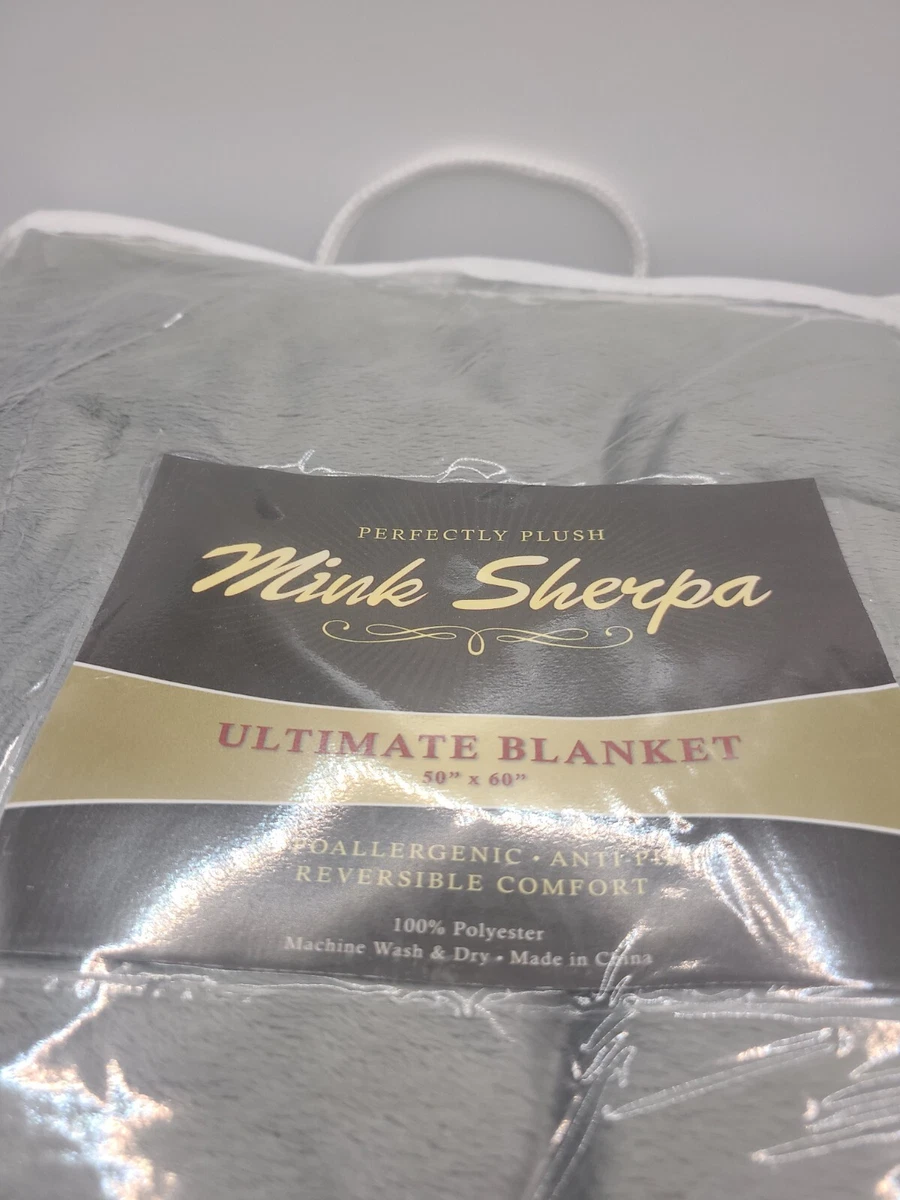 PERFECTLY PLUSH
Mink Sherpa
ULTIMATE BLANKET
50” x 60”
REVERSIBLE COMFORT
100% Polyester
Machine Wash & Dry • Made in China